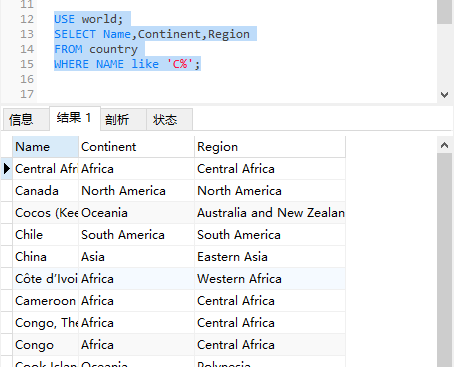 11
12 USE world;
13 SELECT Name,Continent,Region
14 FROM country
15 WHERE NAME like 'C%';
16
17
信息 结果 1 剖析 状态
Name Continent Region
Central Afri Africa Central Africa
Canada North America North America
Cocos (Kee Oceania Australia and New Zealan
Chile South America South America
China Asia Eastern Asia
Côte d'Ivoi Africa Western Africa
Cameroon Africa Central Africa
Congo, The Africa Central Africa
Congo Africa Central Africa
Cook Islan Oceania Polynesia